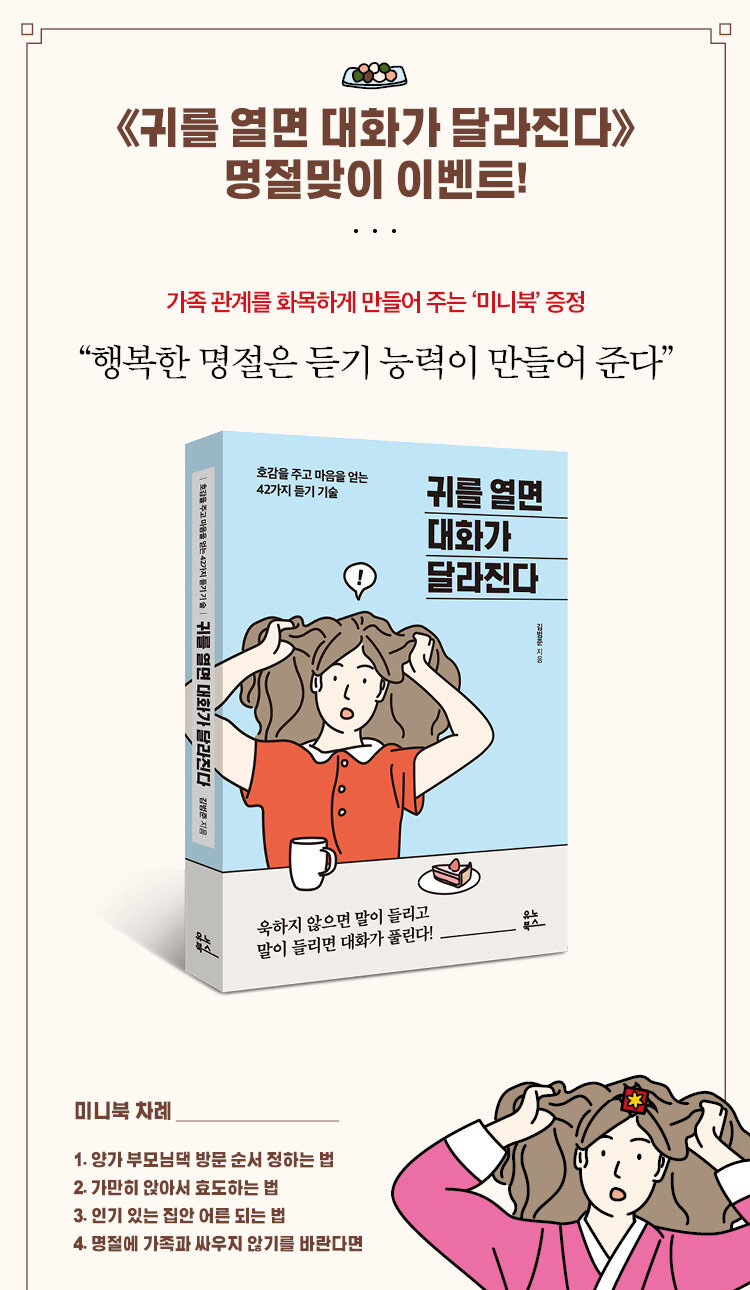 《귀를 열면 대화가 달라진다》
명절맞이 이벤트!
...
가족 관계를 화목하게 만들어 주는 ‘미니북’ 증정
“행복한 명절은 듣기 능력이 만들어 준다”
| 호감을 주고 마음을 얻는 42가지 듣기 기술 |
귀를 열면 대화가 달라진다
김범준 지음
유노
북스
호감을 주고 마음을 얻는
42가지 듣기 기술
귀를 열면
대화가
달라진다
김범준 지음
!
욱하지 않으면 말이 들리고
말이 들리면 대화가 풀린다!
유노
북스
미니북 차례
1. 양가 부모님댁 방문 순서 정하는 법
2. 가만히 앉아서 효도하는 법
3. 인기 있는 집안 어른 되는 법
4. 명절에 가족과 싸우지 않기를 바란다면